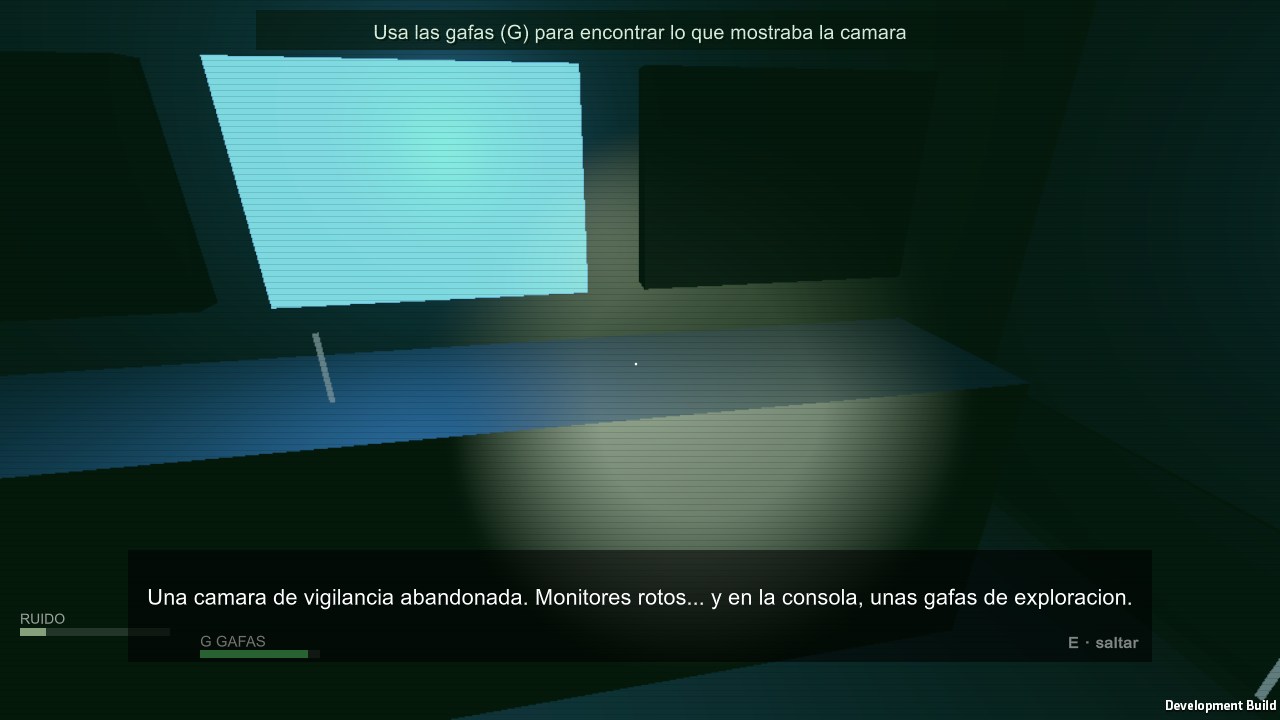 Usa las gafas (G) para encontrar lo que mostraba la camara
Una camara de vigilancia abandonada. Monitores rotos... y en la consola, unas gafas de exploracion.
RUIDO
G GAFAS
E · saltar
Development Build